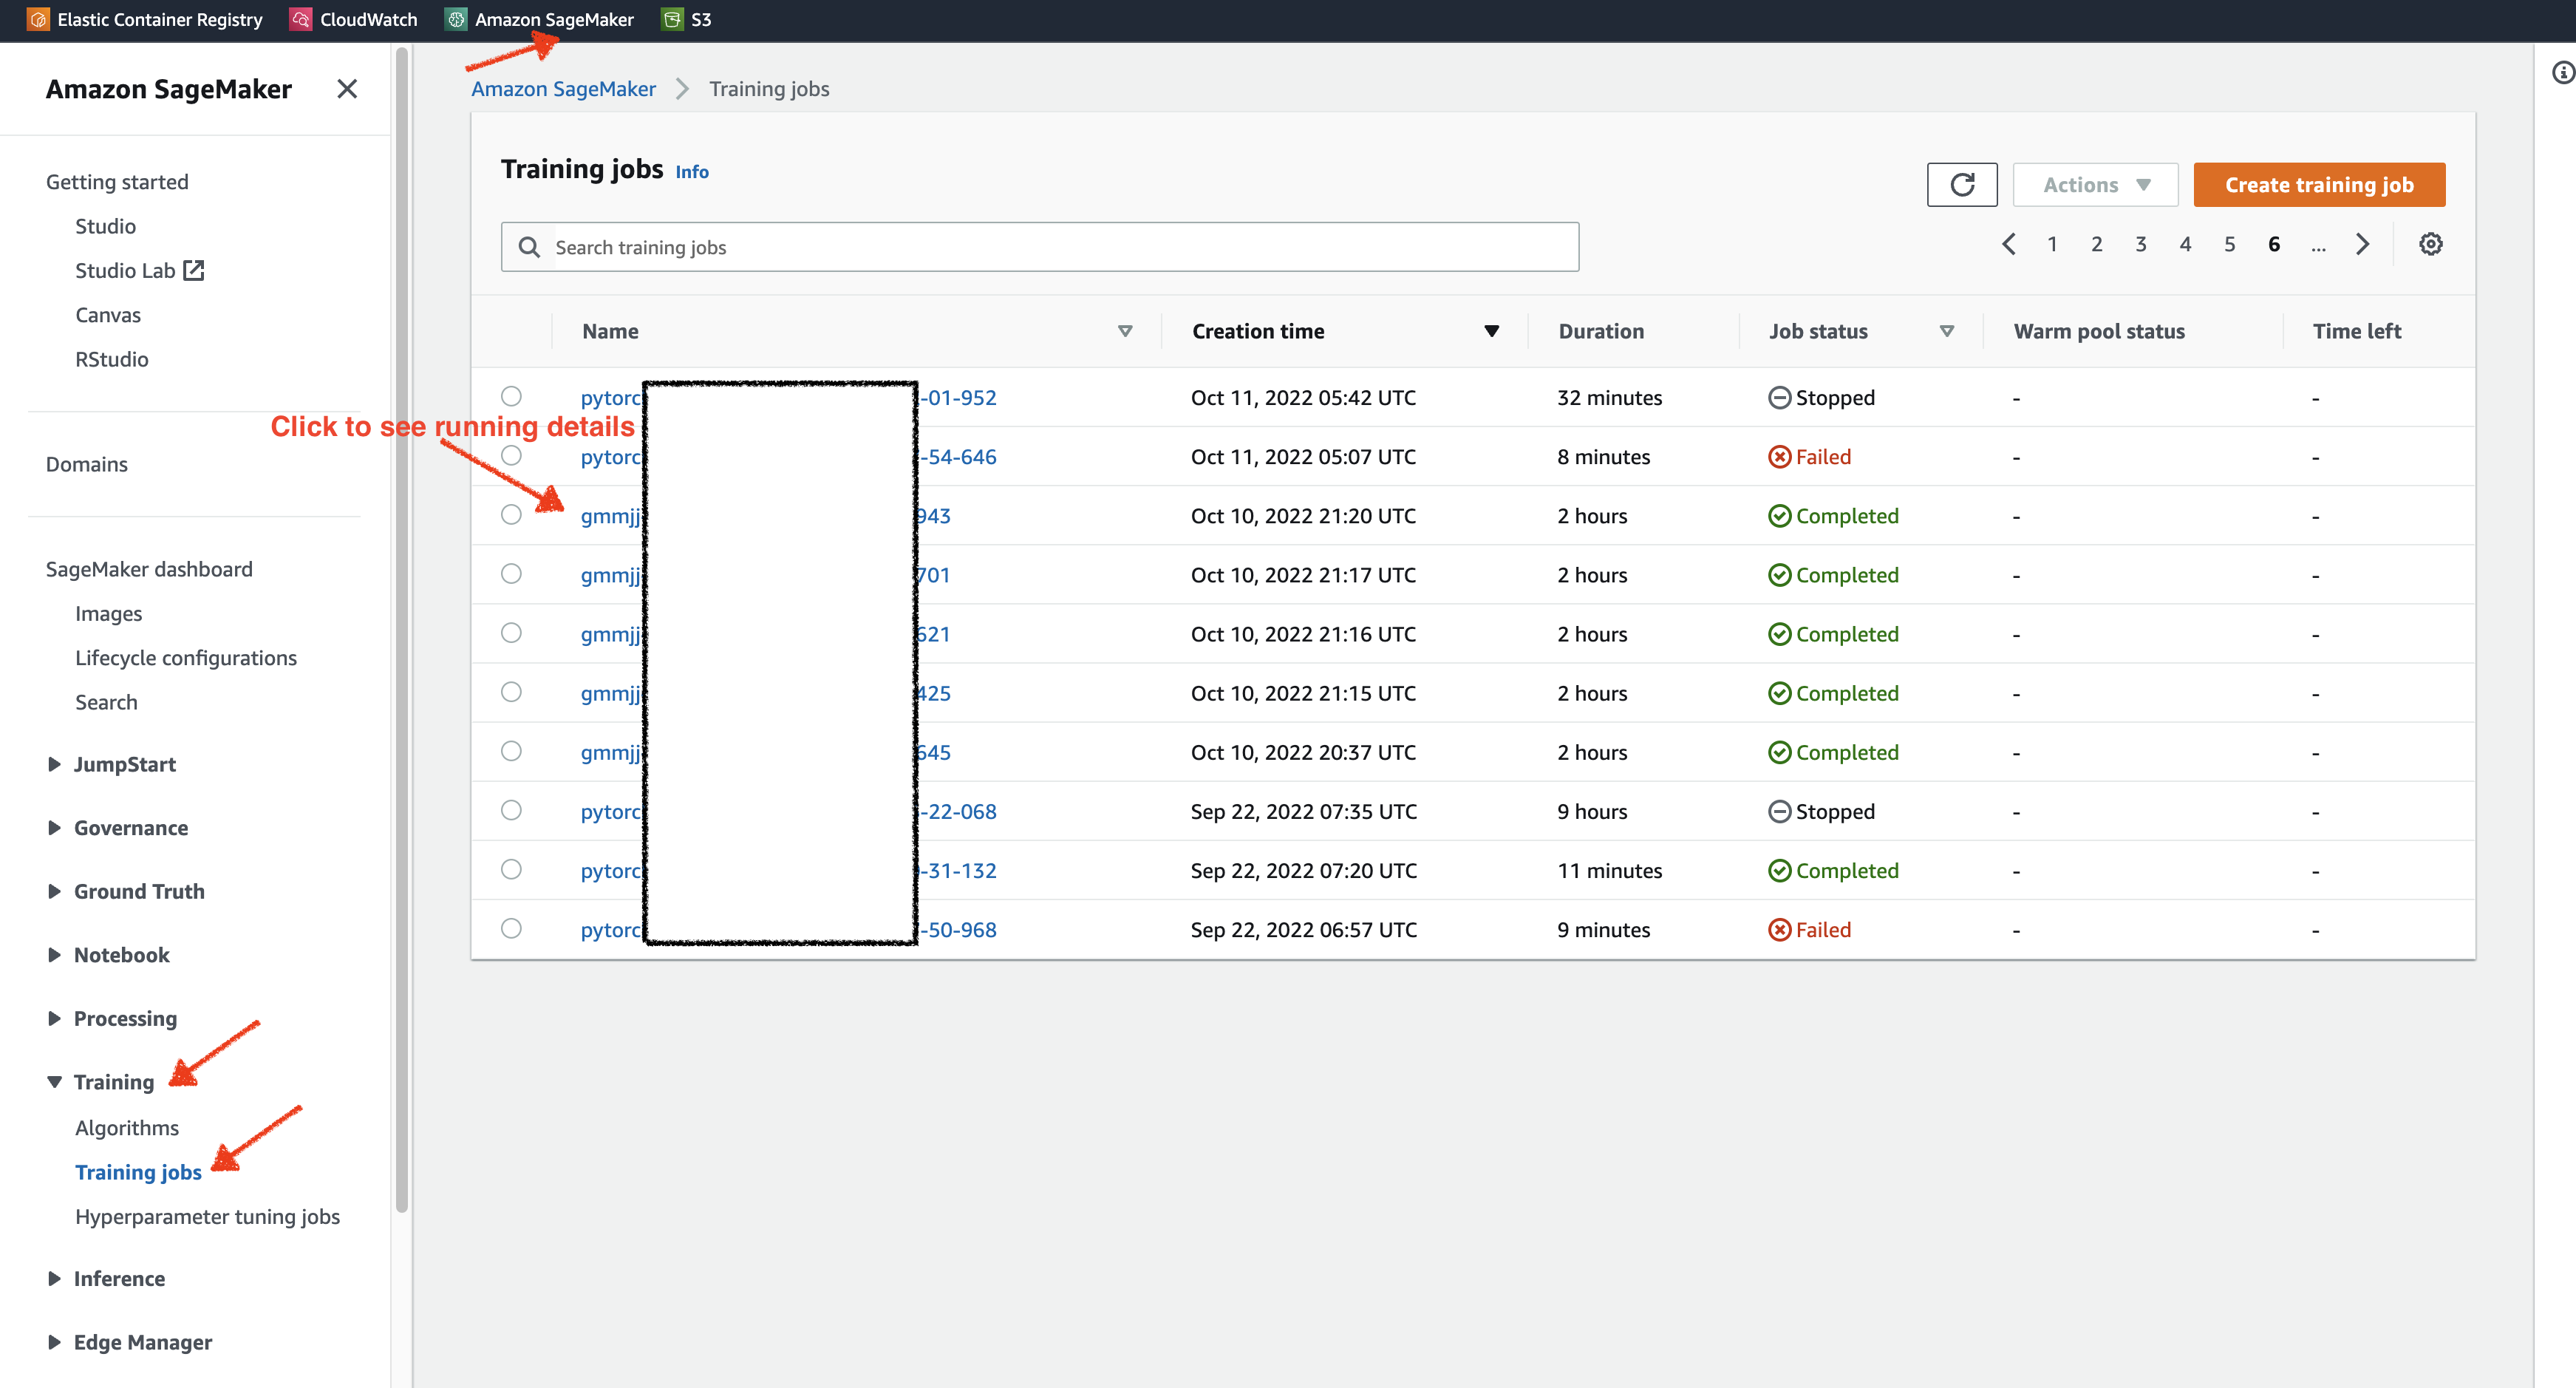 Elastic Container Registry CloudWatch Amazon SageMaker S3
Amazon SageMaker
Getting started
Studio
Studio Lab
Canvas
RStudio
Domains
SageMaker dashboard
Images
Lifecycle configurations
Search
JumpStart
Governance
Ground Truth
Notebook
Processing
Training
Algorithms
Training jobs
Hyperparameter tuning jobs
Inference
Edge Manager
Amazon SageMaker Training jobs
Training jobs Info
Actions Create training job
Search training jobs
1 2 3 4 5 6 ...
Name Creation time Duration Job status Warm pool status Time left
pytorc -01-952 Oct 11, 2022 05:42 UTC 32 minutes Stopped - -
Click to see running details
pytorc -54-646 Oct 11, 2022 05:07 UTC 8 minutes Failed - -
gmmjj 943 Oct 10, 2022 21:20 UTC 2 hours Completed - -
gmmjj 701 Oct 10, 2022 21:17 UTC 2 hours Completed - -
gmmjj 621 Oct 10, 2022 21:16 UTC 2 hours Completed - -
gmmjj 425 Oct 10, 2022 21:15 UTC 2 hours Completed - -
gmmjj 645 Oct 10, 2022 20:37 UTC 2 hours Completed - -
pytorc -22-068 Sep 22, 2022 07:35 UTC 9 hours Stopped - -
pytorc -31-132 Sep 22, 2022 07:20 UTC 11 minutes Completed - -
pytorc -50-968 Sep 22, 2022 06:57 UTC 9 minutes Failed - -